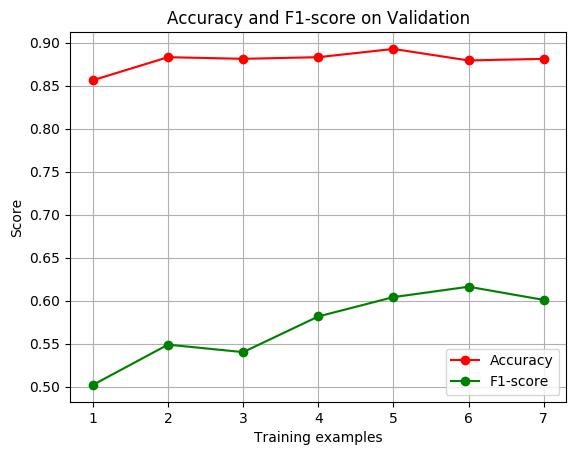 Accuracy and F1-score on Validation
Score
0.90
0.85
0.80
0.75
0.70
0.65
0.60
0.55
0.50
Accuracy
F1-score
1 2 3 4 5 6 7
Training examples